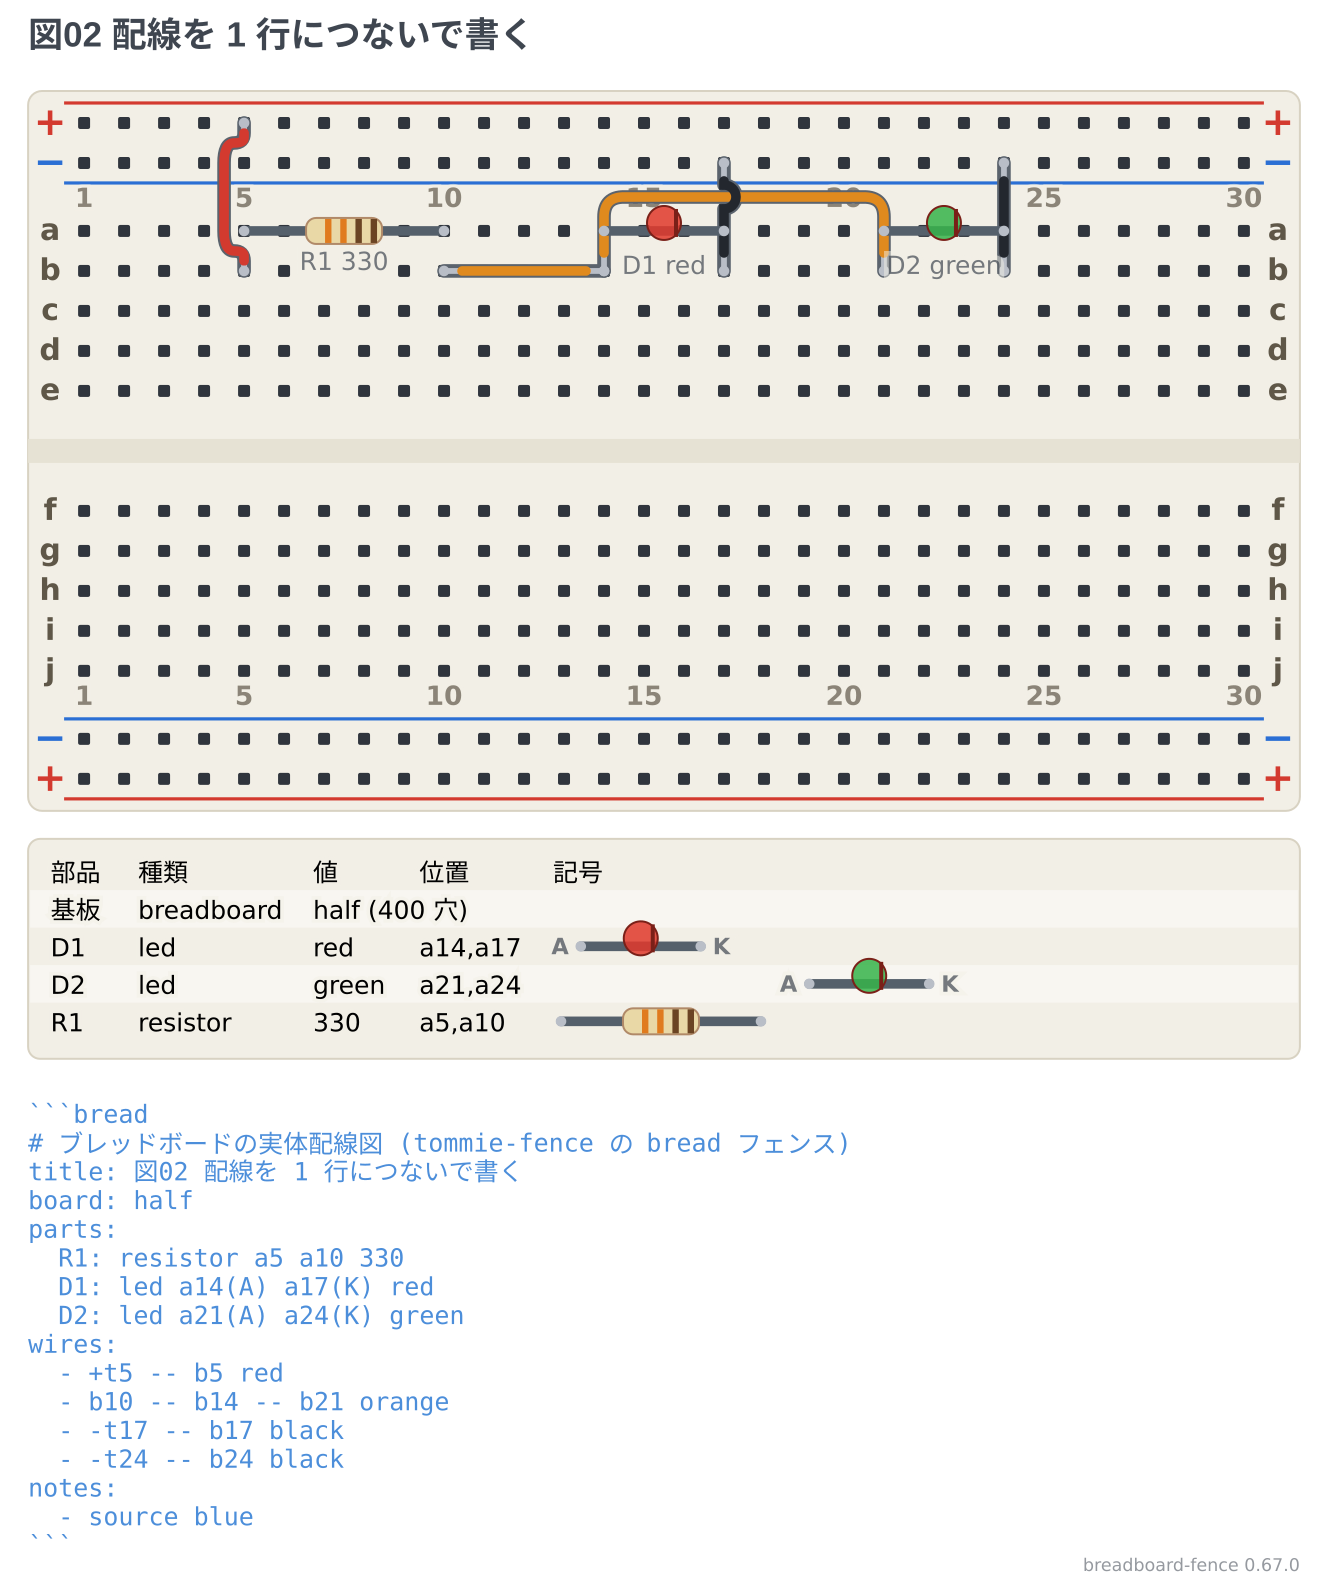 図02 配線を 1 行につないで書く
+ +
− −
1 5 10 15 20 25 30
a a
R1 330 D1 red D2 green
b b
c c
d d
e e
f f
g g
h h
i i
j j
1 5 10 15 20 25 30
− −
+ +
部品 種類 値 位置 記号
基板 breadboard half (400 穴)
D1 led red a14,a17 A K
D2 led green a21,a24 A K
R1 resistor 330 a5,a10
```bread
# ブレッドボードの実体配線図 (tommie-fence の bread フェンス)
title: 図02 配線を 1 行につないで書く
board: half
parts:
  R1: resistor a5 a10 330
  D1: led a14(A) a17(K) red
  D2: led a21(A) a24(K) green
wires:
  - +t5 -- b5 red
  - b10 -- b14 -- b21 orange
  - -t17 -- b17 black
  - -t24 -- b24 black
notes:
  - source blue
```
breadboard-fence 0.67.0